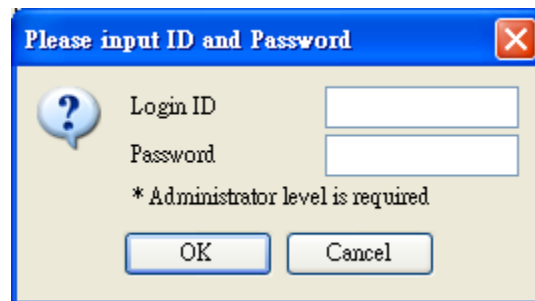 Please input ID and Password
Login ID
Password
* Administrator level is required
OK Cancel